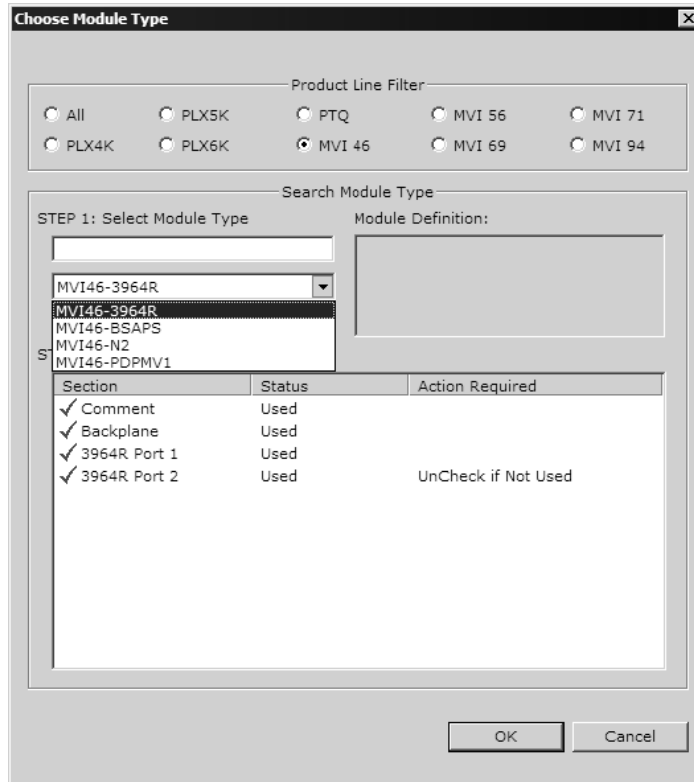 Choose Module Type
Product Line Filter
All PLX5K PTQ MVI 56 MVI 71
PLX4K PLX6K MVI 46 MVI 69 MVI 94
Search Module Type
STEP 1: Select Module Type Module Definition:
MVI46-3964R
MVI46-3964R
MVI46-BSAPS
MVI46-N2
MVI46-PDPMV1
Section Status Action Required
Comment Used
Backplane Used
3964R Port 1 Used
3964R Port 2 Used UnCheck if Not Used
OK Cancel